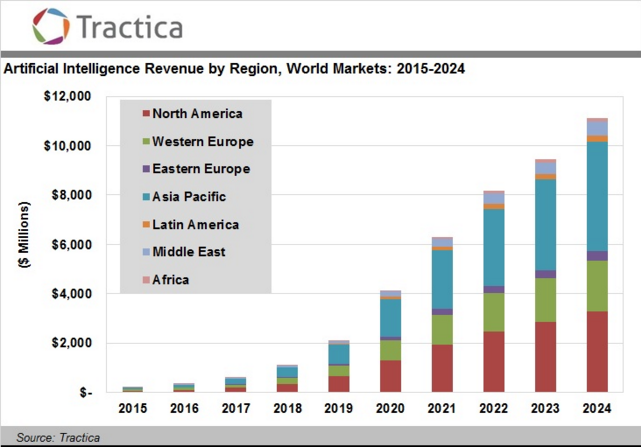 Tractica
Artificial Intelligence Revenue by Region, World Markets: 2015-2024
($ Millions)
$12,000
$10,000
$8,000
$6,000
$4,000
$2,000
$-
North America
Western Europe
Eastern Europe
Asia Pacific
Latin America
Middle East
Africa
2015 2016 2017 2018 2019 2020 2021 2022 2023 2024
Source: Tractica